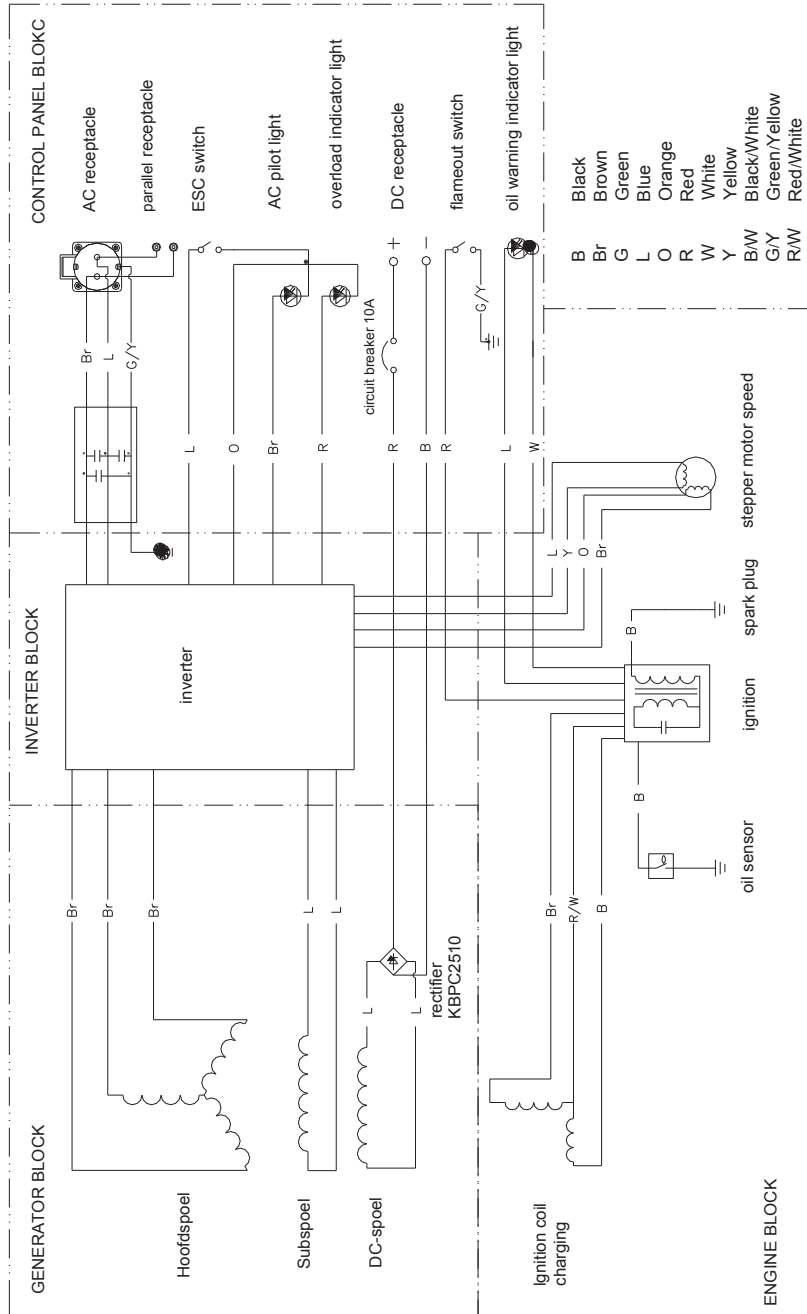 GENERATOR BLOCK
INVERTER BLOCK
CONTROL PANEL BLOKC
Hoofdspoel
Br
Br
Br
inverter
Br
L
G/Y
AC receptacle
parallel receptacle
L
ESC switch
O
Br
AC pilot light
Subspoel
L
L
R
overload indicator light
DC-spoel
L
L
rectifier
KBPC2510
circuit breaker 10A
R
+
DC receptacle
B
-
R
G/Y
flameout switch
L
W
oil warning indicator light
Ignition coil
charging
Br
R/W
B
L
Y
O
Br
B
B
oil sensor
ignition
spark plug
stepper motor speed
ENGINE BLOCK
B Black
Br Brown
G Green
L Blue
O Orange
R Red
W White
Y Yellow
B/W Black/White
G/Y Green/Yellow
R/W Red/White